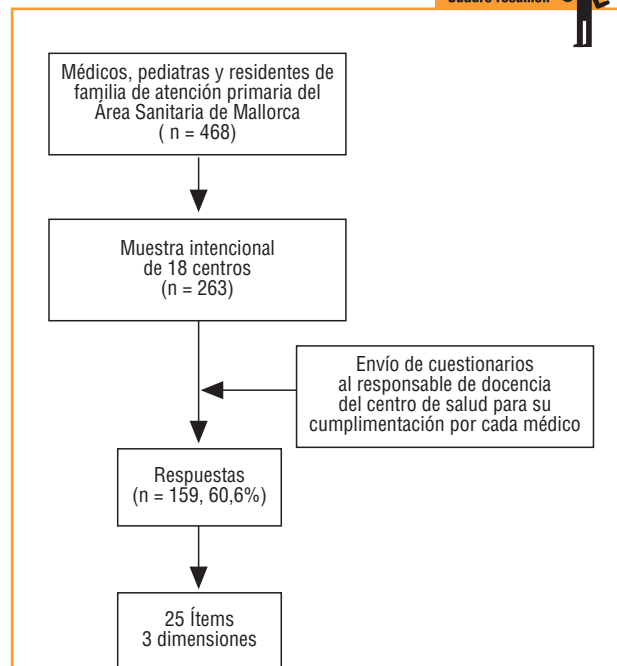 Cuadro resumen
Médicos, pediatras y residentes de
familia de atención primaria del
Área Sanitaria de Mallorca
( n = 468)
Muestra intencional
de 18 centros
(n = 263)
Envío de cuestionarios
al responsable de docencia
del centro de salud para su
cumplimentación por cada médico
Respuestas
(n = 159, 60,6%)
25 Ítems
3 dimensiones